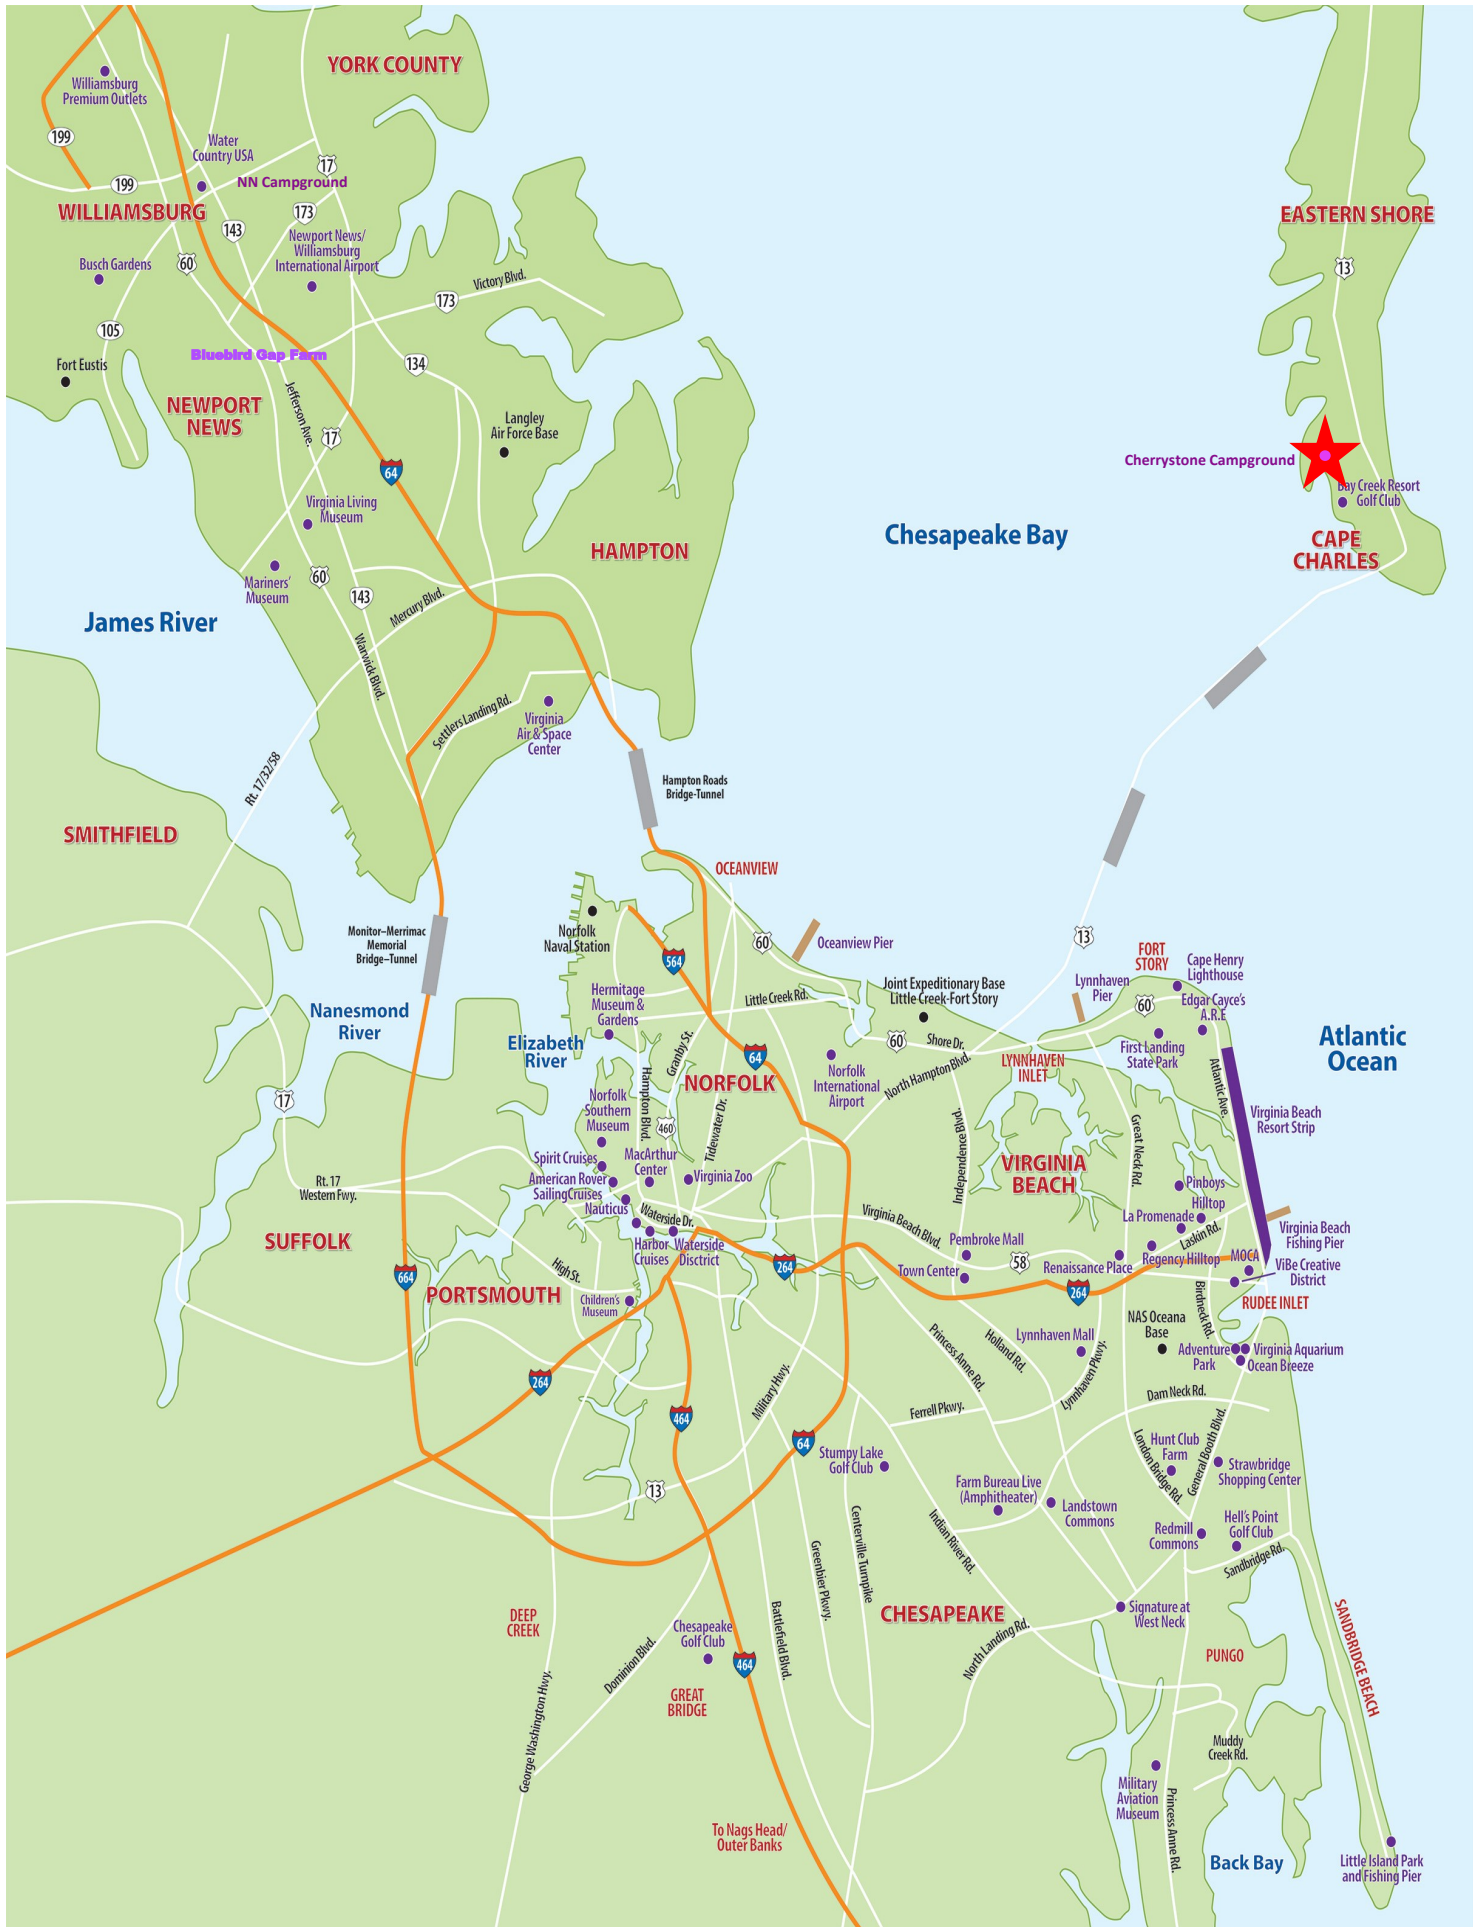 YORK COUNTY
Williamsburg
Premium Outlets
199
Water
Country USA
17
199
NN Campground
WILLIAMSBURG
173
143
Newport News/
Williamsburg
International Airport
Busch Gardens
60
Victory Blvd.
173
105
Bluebird Gap Farm
134
Fort Eustis
NEWPORT
NEWS
Jefferson Ave.
17
Langley
Air Force Base
64
Virginia Living
Museum
HAMPTON
Mariners'
Museum
60
143
Mercury Blvd.
James River
Warwick Blvd.
Settlers Landing Rd.
Virginia
Air & Space
Center
Rt. 17/32/58
Hampton Roads
Bridge-Tunnel
SMITHFIELD
EASTERN SHORE
13
Cherrystone Campground
Bay Creek Resort
Golf Club
Chesapeake Bay
CAPE
CHARLES
OCEANVIEW
Monitor–Merrimac
Memorial
Bridge–Tunnel
Norfolk
Naval Station
564
60
Oceanview Pier
13
FORT
STORY
Cape Henry
Lighthouse
Lynnhaven
Pier
60
Edgar Cayce's
A.R.E
Joint Expeditionary Base
Little Creek-Fort Story
Hermitage
Museum &
Gardens
Little Creek Rd.
Nanesmond
River
Elizabeth
River
Granby St.
64
60
Shore Dr.
First Landing
State Park
Atlantic
Ocean
LYNNHAVEN
INLET
NORFOLK
Norfolk
International
Airport
North Hampton Blvd.
Atlantic Ave.
17
Norfolk
Southern
Museum
Hampton Blvd.
460
Tidewater Dr.
Independence Blvd.
Great Neck Rd.
Virginia Beach
Resort Strip
Spirit Cruises
MacArthur
Center
Virginia Zoo
VIRGINIA
BEACH
American Rover
SailingCruises
Pinboys
Rt. 17
Western Fwy.
Nauticus
Waterside Dr.
Hilltop
La Promenade
Virginia Beach Blvd.
Laskin Rd.
Virginia Beach
Fishing Pier
SUFFOLK
Harbor
Cruises
Waterside
Disctrict
Pembroke Mall
58
Renaissance Place
Regency Hilltop
MOCA
ViBe Creative
District
664
High St.
264
Town Center
264
PORTSMOUTH
Children's
Museum
Birdneck Rd.
RUDEE INLET
NAS Oceana
Base
Princess Anne Rd.
Holland Rd.
Lynnhaven Mall
Adventure
Park
Virginia Aquarium
Ocean Breeze
264
Military Hwy.
Lynnhaven Pkwy.
Dam Neck Rd.
464
Ferrell Pkwy.
64
Stumpy Lake
Golf Club
London Bridge Rd.
Hunt Club
Farm
General Booth Blvd.
Strawbridge
Shopping Center
13
Farm Bureau Live
(Amphitheater)
Landstown
Commons
Centerville Turnpike
Indian River Rd.
Redmill
Commons
Hell's Point
Golf Club
Sandbridge Rd.
Greenbier Pkwy.
DEEP
CREEK
Battlefield Blvd.
CHESAPEAKE
Signature at
West Neck
Chesapeake
Golf Club
Dominion Blvd.
464
North Landing Rd.
PUNGO
SANDBRIDGE BEACH
GREAT
BRIDGE
George Washington Hwy.
Muddy
Creek Rd.
Military
Aviation
Museum
Princess Anne Rd.
To Nags Head/
Outer Banks
Back Bay
Little Island Park
and Fishing Pier